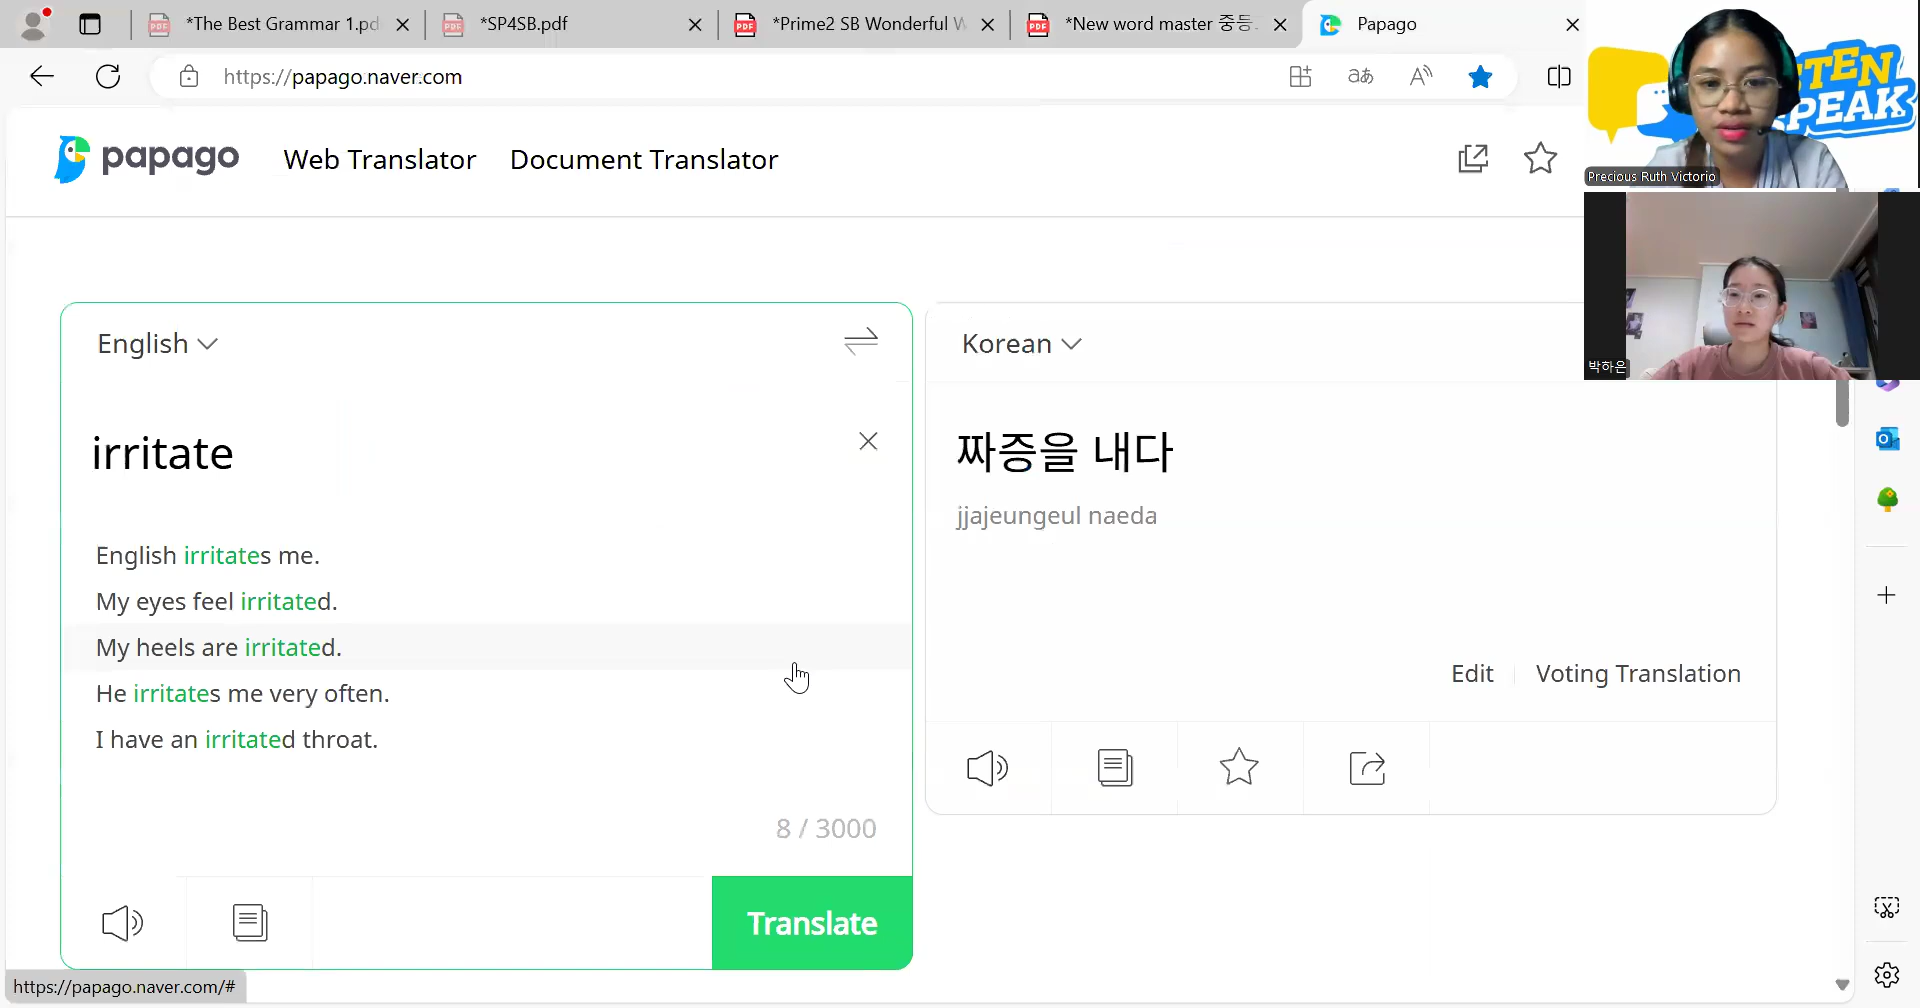 *The Best Grammar 1.pd
*SP4SB.pdf
*Prime2 SB Wonderful W
*New word master 중등.
Papago
https://papago.naver.com
aあ
papago
Web Translator
Document Translator
TEN
PEAK
Precious Ruth Victorio
박하은
English
Korean
irritate
짜증을 내다
jjajeungeul naeda
English irritates me.
My eyes feel irritated.
My heels are irritated.
He irritates me very often.
I have an irritated throat.
Edit
Voting Translation
8 / 3000
Translate
https://papago.naver.com/#